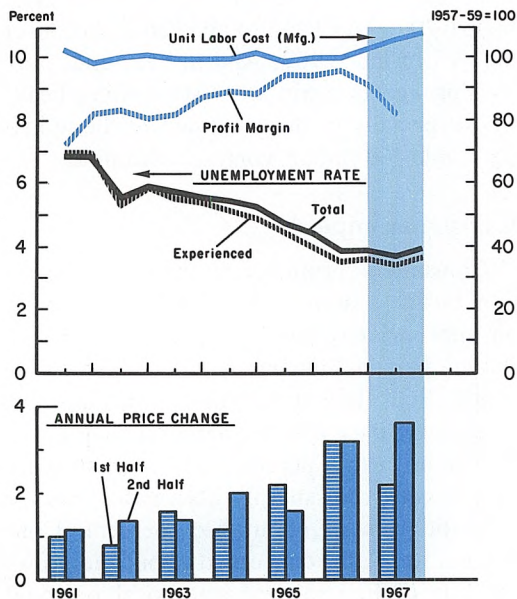 Percent
1957-59=100
Unit Labor Cost (Mfg.)
10
100
8
Profit Margin
80
UNEMPLOYMENT RATE
6
60
Total
Experienced
4
40
2
20
0
0
4
ANNUAL PRICE CHANGE
1st Half
2nd Half
2
0
1961
1963
1965
1967